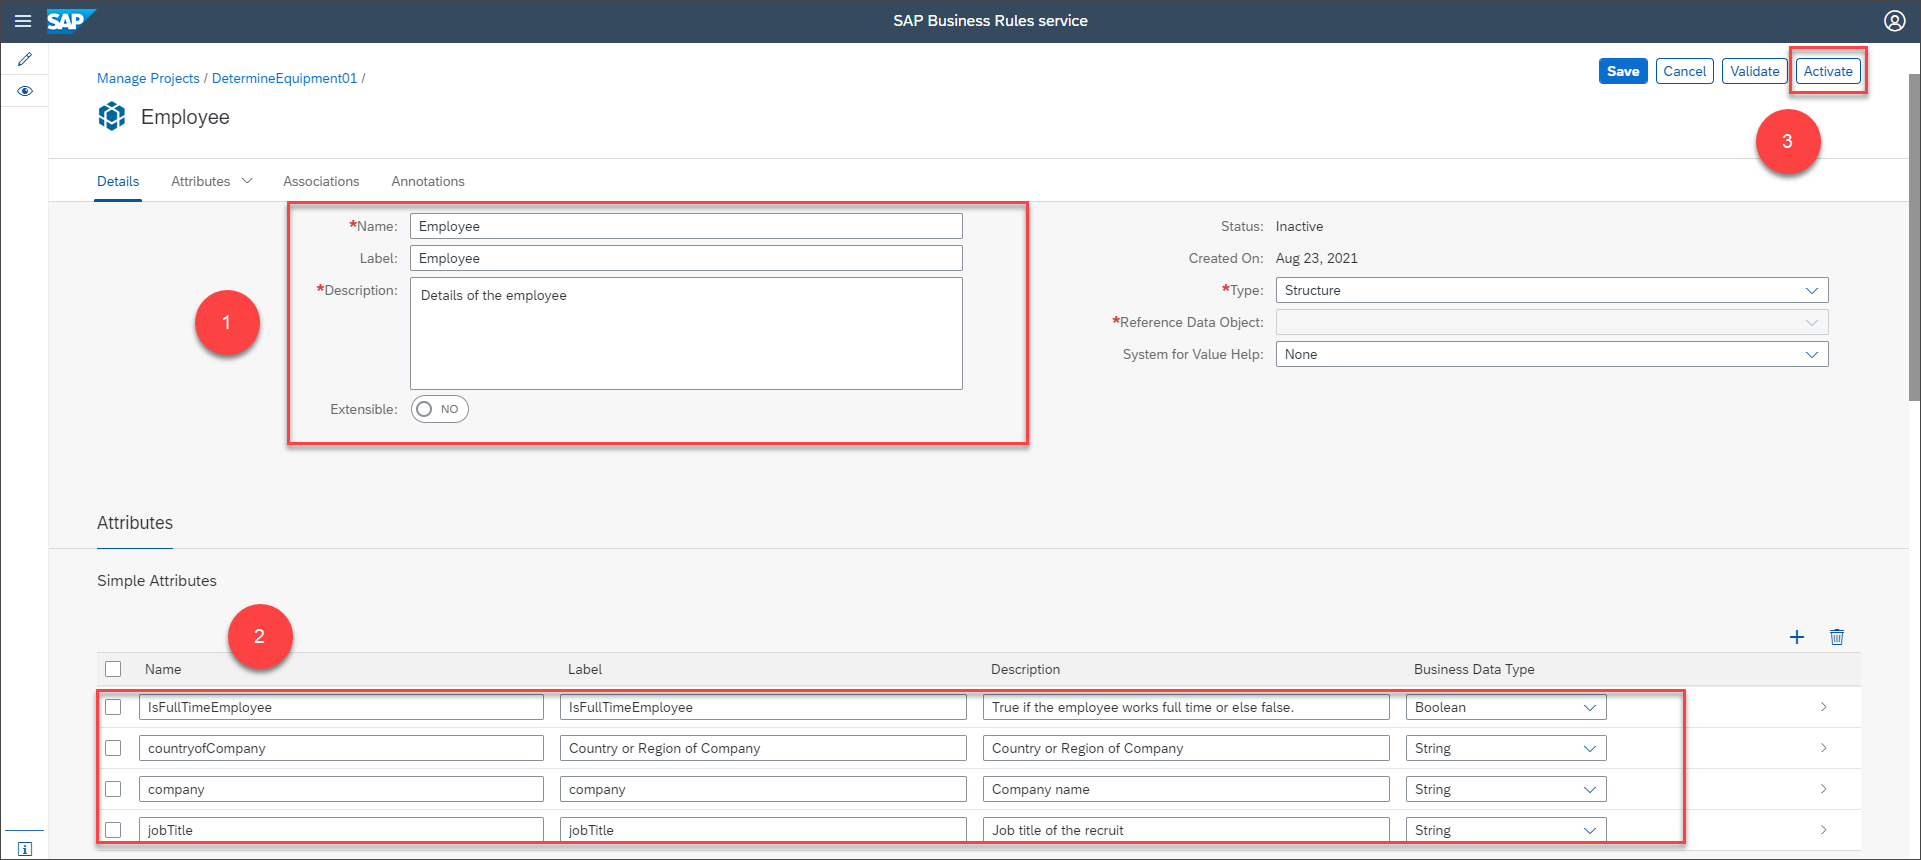 SAP
SAP Business Rules service
Manage Projects / DetermineEquipment01 /
Save
Cancel
Validate
Activate
Employee
3
Details
Attributes
Associations
Annotations
*Name:
Employee
Label:
Employee
*Description:
Details of the employee
Extensible:
NO
1
Status:
Inactive
Created On:
Aug 23, 2021
*Type:
Structure
*Reference Data Object:
System for Value Help:
None
Attributes
Simple Attributes
2
Name Label Description Business Data Type
IsFullTimeEmployee IsFullTimeEmployee True if the employee works full time or else false. Boolean
countryofCompany Country or Region of Company Country or Region of Company String
company company Company name String
jobTitle jobTitle Job title of the recruit String